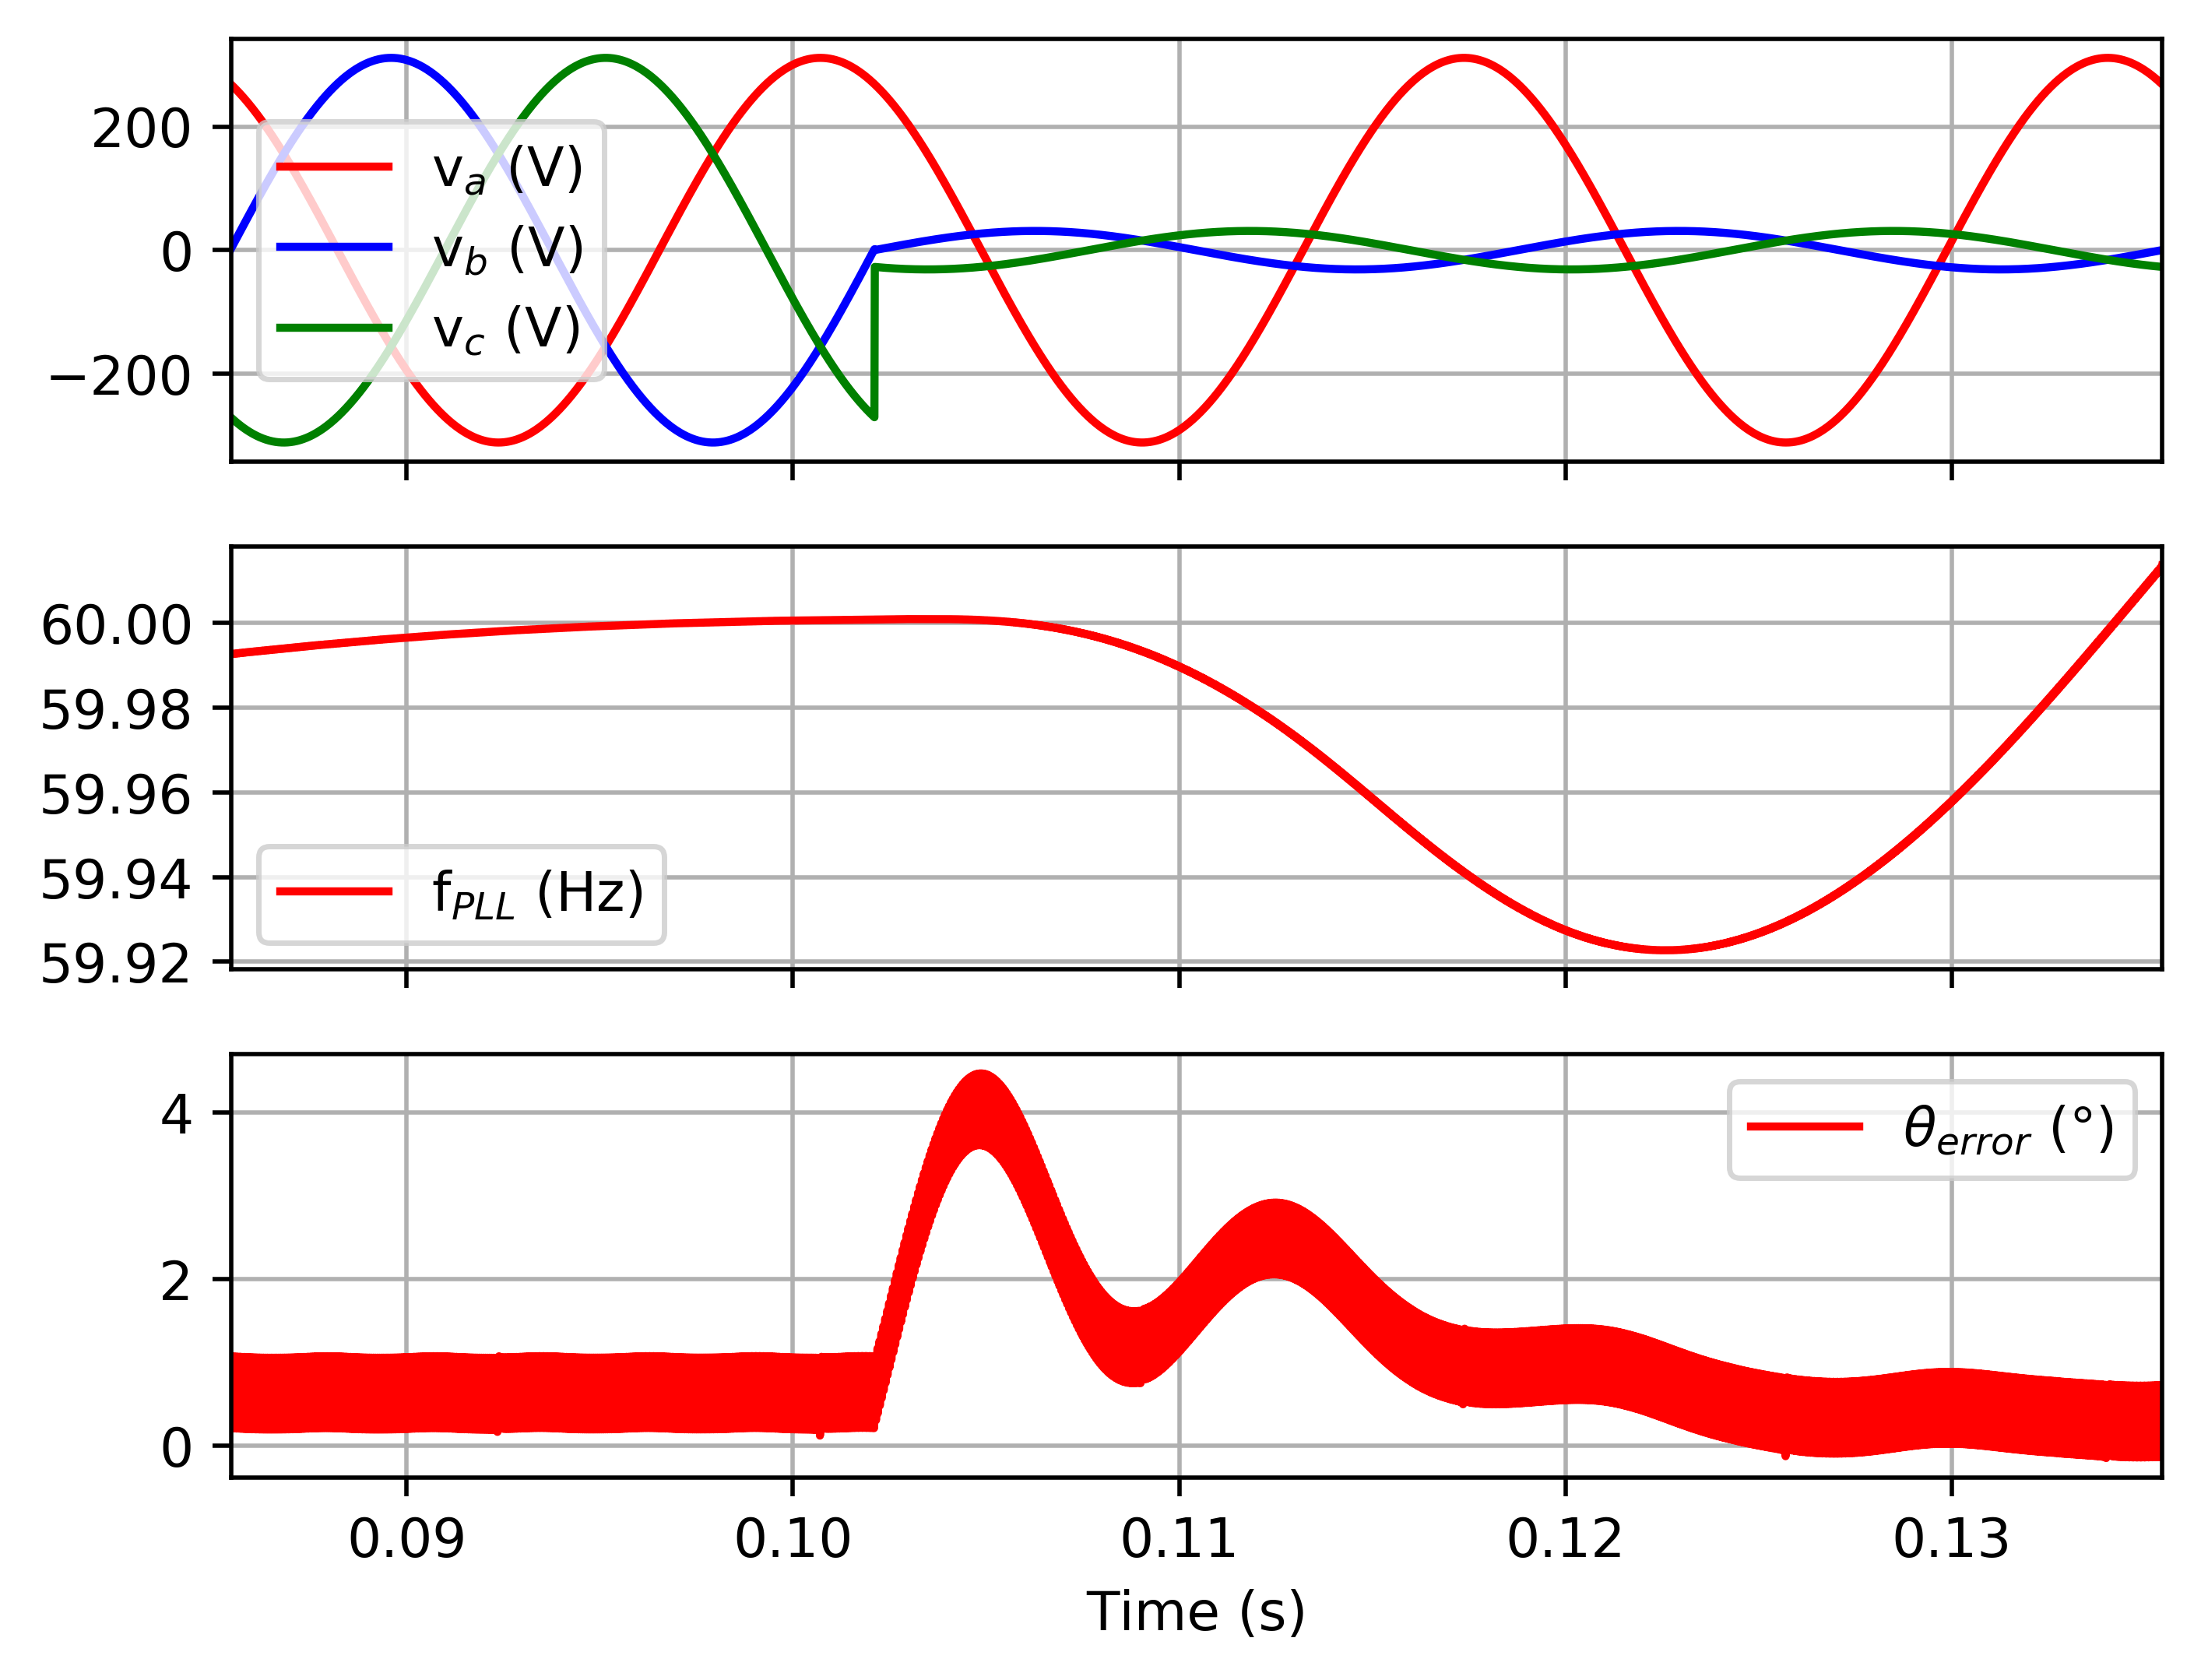 200
0
−200
v_a (V)
v_b (V)
v_c (V)
60.00
59.98
59.96
59.94
59.92
f_PLL (Hz)
4
2
0
θ_error (°)
0.09 0.10 0.11 0.12 0.13
Time (s)